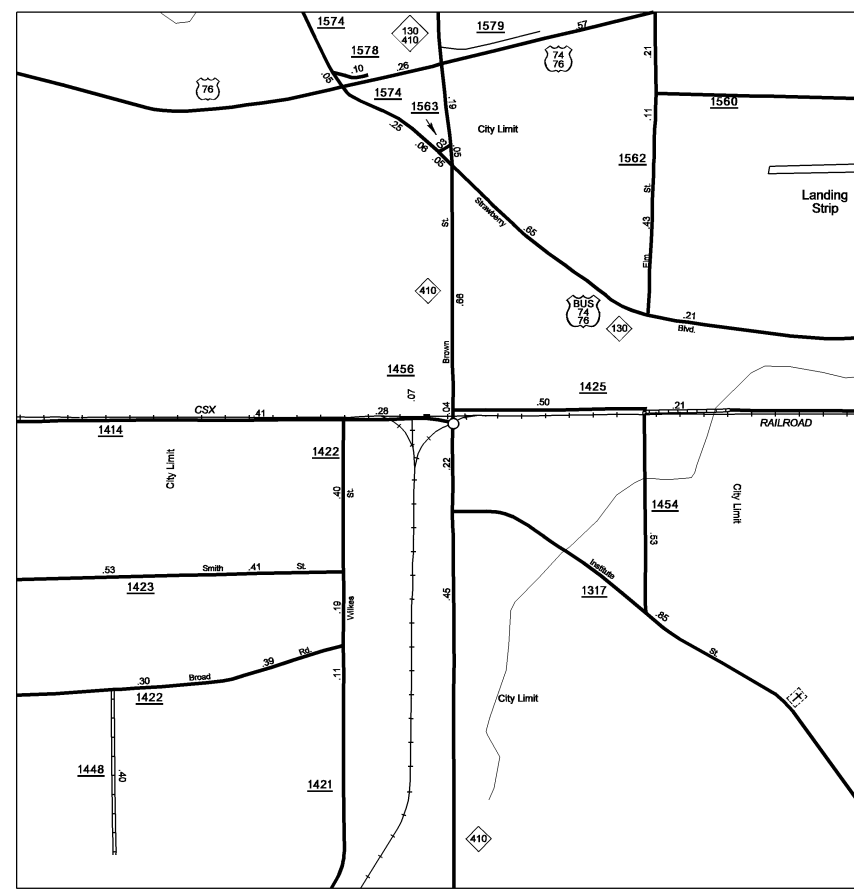 1574
130
410
1579
.57
1578
.05
.10
.26
76
74
76
.21
1574
1563
.19
.25
.06
.05
.03
.05
City Limit
1560
.11
1562
St.
.43
Elm
Landing
Strip
St.
Strawberry
.65
410
.99
BUS
74
76
130
.21
Blvd.
Brown
1456
.07
1425
CSX
.41
.28
.04
.50
.21
RAILROAD
1414
City Limit
1422
.40
St.
.22
City Limit
1454
.53
.53
Smith
.41
St.
1423
Institute
1317
.45
.19
Wilkes
.85
St.
.30
Broad
.39
Rd.
.11
1422
City Limit
1448
.40
1421
410